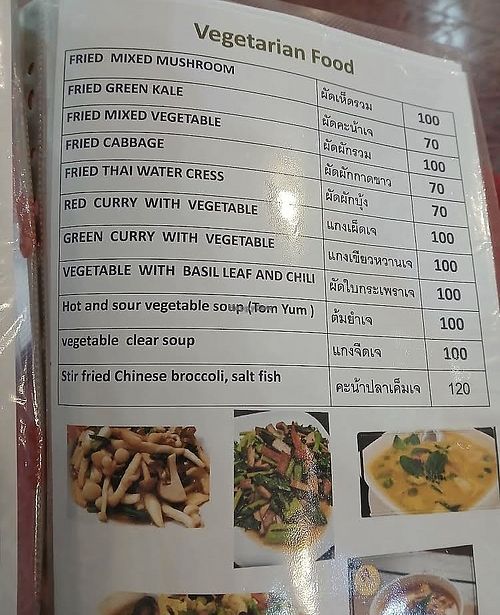 Vegetarian Food
FRIED MIXED MUSHROOM ผัดเห็ดรวม 100
FRIED GREEN KALE ผัดคะน้าเจ 70
FRIED MIXED VEGETABLE ผัดผักรวม 100
FRIED CABBAGE ผัดผักกาดขาว 70
FRIED THAI WATER CRESS ผัดผักบุ้ง 70
RED CURRY WITH VEGETABLE แกงเผ็ดเจ 100
GREEN CURRY WITH VEGETABLE แกงเขียวหวานเจ 100
VEGETABLE WITH BASIL LEAF AND CHILI ผัดใบกระเพราเจ 100
Hot and sour vegetable soup (Tom Yum ) ต้มยำเจ 100
vegetable clear soup แกงจืดเจ 100
Stir fried Chinese broccoli, salt fish คะน้าปลาเค็มเจ 120